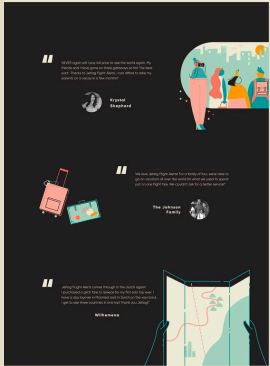 NEVER again will I pay full price to see the world again. My
friends and I have gone on three getaways so far! The best
part: Thanks to Jetlag Flight Alerts, I can afford to take my
parents on a cruise in a few months!"
Krystal
Shephard
We love Jetlag Flight Alerts! For a family of four, we're able to
go on vacation all over the world for what we used to spend
just in one flight fare. We couldn't ask for a better service!"
The Johnson
Family
Jetlag Flight Alerts comes through in the clutch again!
I purchased a glitch fare to Greece for my first solo trip ever. I
have a day layover in
and in Dublin on the way back.
I get to see three countries in one trip! Thank you Jetlag!"
Wilhemena